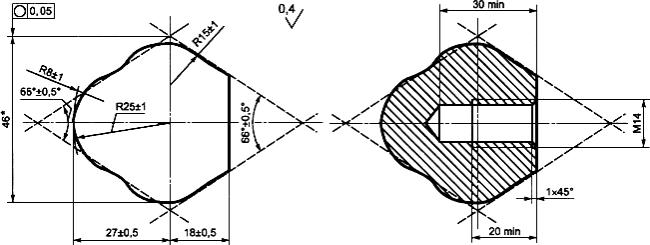 ○ 0,05
0,4
30 min
R15±1
R8±1
66°±0,5°
R25±1
46*
66°±0,5°
M14
1×45°
27±0,5
18±0,5
20 min